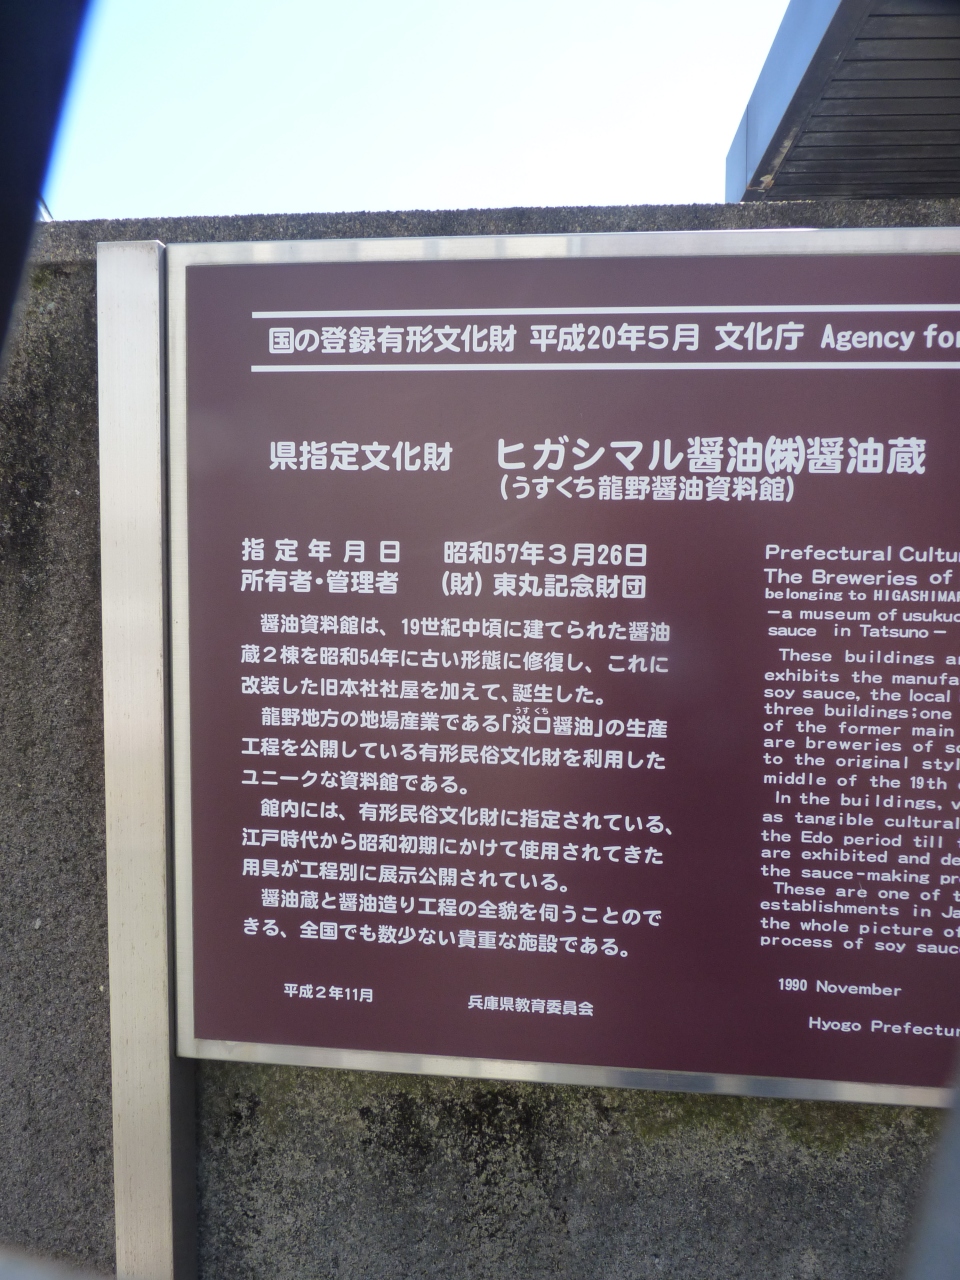 国の登録有形文化財 平成20年5月 文化庁 Agency for
県指定文化財 ヒガシマル醤油㈱醤油蔵
(うすくち龍野醤油資料館)
指定年月日 昭和57年3月26日
所有者・管理者 (財) 東丸記念財団
醤油資料館は、19世紀中頃に建てられた醤油
蔵2棟を昭和54年に古い形態に修復し、これに
改装した旧本社社屋を加えて、誕生した。
うすくち
龍野地方の地場産業である「淡口醤油」の生産
工程を公開している有形民俗文化財を利用した
ユニークな資料館である。
館内には、有形民俗文化財に指定されている、
江戸時代から昭和初期にかけて使用されてきた
用具が工程別に展示公開されている。
醤油蔵と醤油造り工程の全貌を伺うことので
きる、全国でも数少ない貴重な施設である。
平成2年11月 兵庫県教育委員会
Prefectural Cultu
The Breweries of
belonging to HIGASHIMAR
—a museum of usukuc
sauce in Tatsuno—
These buildings a
exhibits the manufa
soy sauce, the local
three buildings;one
of the former main
are breweries of so
to the original styl
middle of the 19th
In the buildings, v
as tangible cultural
the Edo period till
are exhibited and de
the sauce-making pr
These are one of t
establishments in Ja
the whole picture of
process of soy sauc
1990 November
Hyogo Prefectur